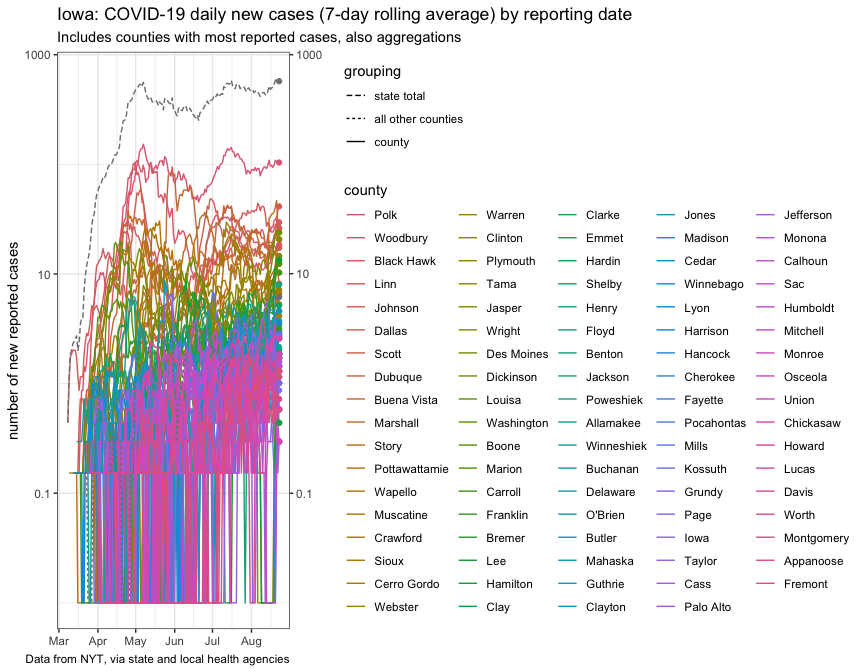 Iowa: COVID-19 daily new cases (7-day rolling average) by reporting date
Includes counties with most reported cases, also aggregations
number of new reported cases
1000
10
0.1
1000
10
0.1
Mar Apr May Jun Jul Aug
Data from NYT, via state and local health agencies
grouping
state total
all other counties
county
county
Polk Warren Clarke Jones Jefferson
Woodbury Clinton Emmet Madison Monona
Black Hawk Plymouth Hardin Cedar Calhoun
Linn Tama Shelby Winnebago Sac
Johnson Jasper Henry Lyon Humboldt
Dallas Wright Floyd Harrison Mitchell
Scott Des Moines Benton Hancock Monroe
Dubuque Dickinson Jackson Cherokee Osceola
Buena Vista Louisa Poweshiek Fayette Union
Marshall Washington Allamakee Pocahontas Chickasaw
Story Boone Winneshiek Mills Howard
Pottawattamie Marion Buchanan Kossuth Lucas
Wapello Carroll Delaware Grundy Davis
Muscatine Franklin O'Brien Page Worth
Crawford Bremer Butler Iowa Montgomery
Sioux Lee Mahaska Taylor Appanoose
Cerro Gordo Hamilton Guthrie Cass Fremont
Webster Clay Clayton Palo Alto